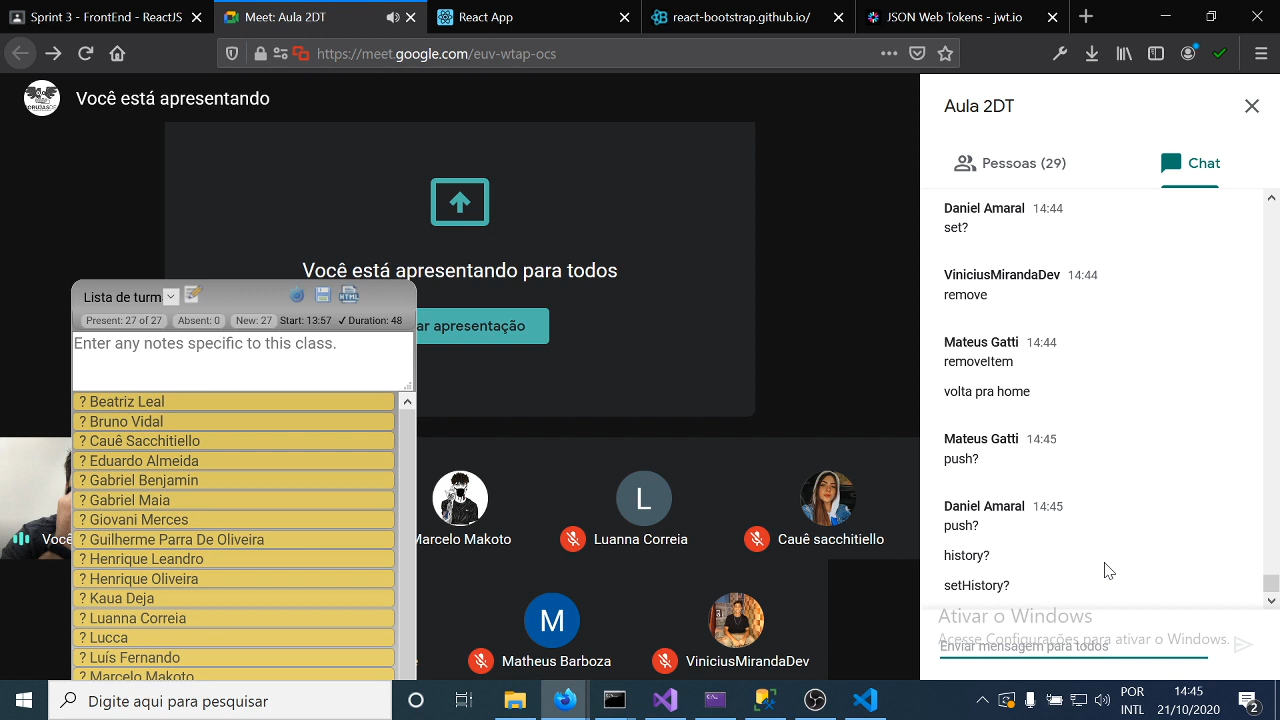 Sprint 3 - FrontEnd - ReactJS
Meet: Aula 2DT
React App
react-bootstrap.github.io/
JSON Web Tokens - jwt.io
https://meet.google.com/euv-wtap-ocs
Você está apresentando
Você está apresentando para todos
ar apresentação
Lista de turm
HTML
Present: 27 of 27
Absent: 0
New: 27
Start: 13:57
✓ Duration: 48
Enter any notes specific to this class.
? Beatriz Leal
? Bruno Vidal
? Cauê Sacchitiello
? Eduardo Almeida
? Gabriel Benjamin
? Gabriel Maia
? Giovani Merces
? Guilherme Parra De Oliveira
? Henrique Leandro
? Henrique Oliveira
? Kaua Deja
? Luanna Correia
? Lucca
? Luís Fernando
? Marcelo Makoto
Você
Marcelo Makoto
L
Luanna Correia
Cauê sacchitiello
M
Matheus Barboza
ViniciusMirandaDev
Aula 2DT
Pessoas (29)
Chat
Daniel Amaral 14:44
set?
ViniciusMirandaDev 14:44
remove
Mateus Gatti 14:44
removeItem
volta pra home
Mateus Gatti 14:45
push?
Daniel Amaral 14:45
push?
history?
setHistory?
Ativar o Windows
Acesse Configurações para ativar o Windows.
Enviar mensagem para todos
Digite aqui para pesquisar
POR
INTL
14:45
21/10/2020
2